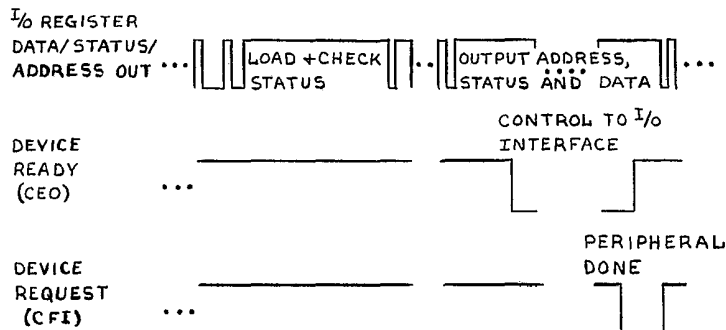 I/O REGISTER
DATA/STATUS/
ADDRESS OUT
LOAD + CHECK
STATUS
OUTPUT ADDRESS,
STATUS AND DATA
CONTROL TO I/O
INTERFACE
DEVICE
READY
(CEO)
PERIPHERAL
DONE
DEVICE
REQUEST
(CFI)